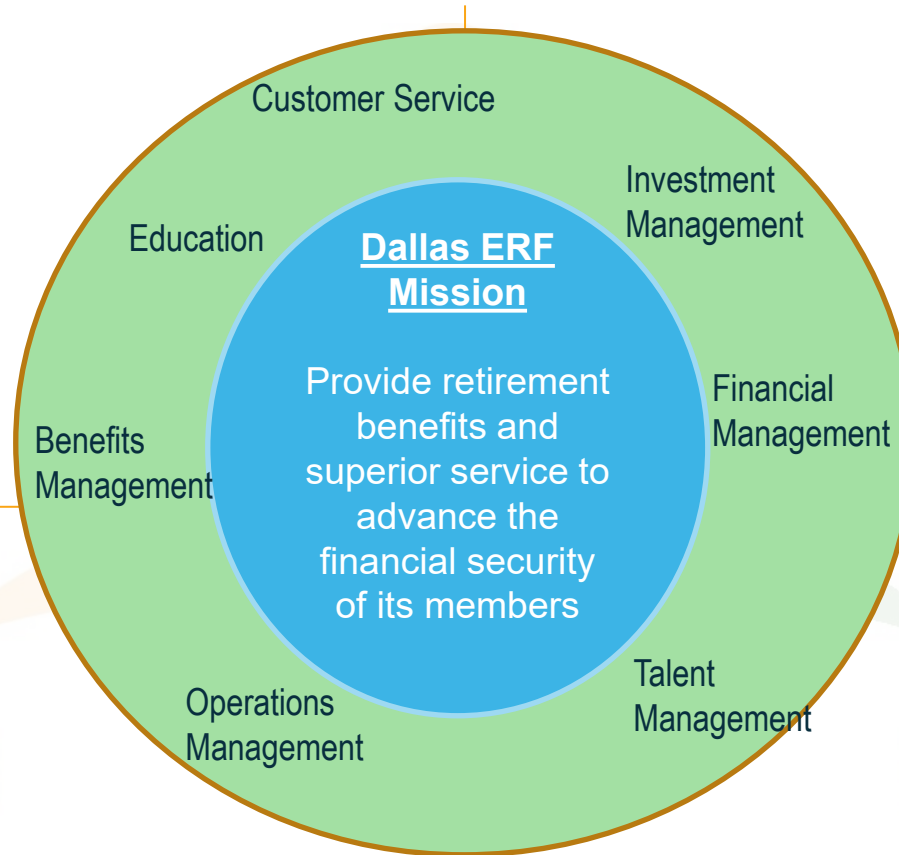 Customer Service
Investment
Management
Education
Dallas ERF
Mission
Provide retirement
benefits and
superior service to
advance the
financial security
of its members
Financial
Management
Benefits
Management
Talent
Management
Operations
Management